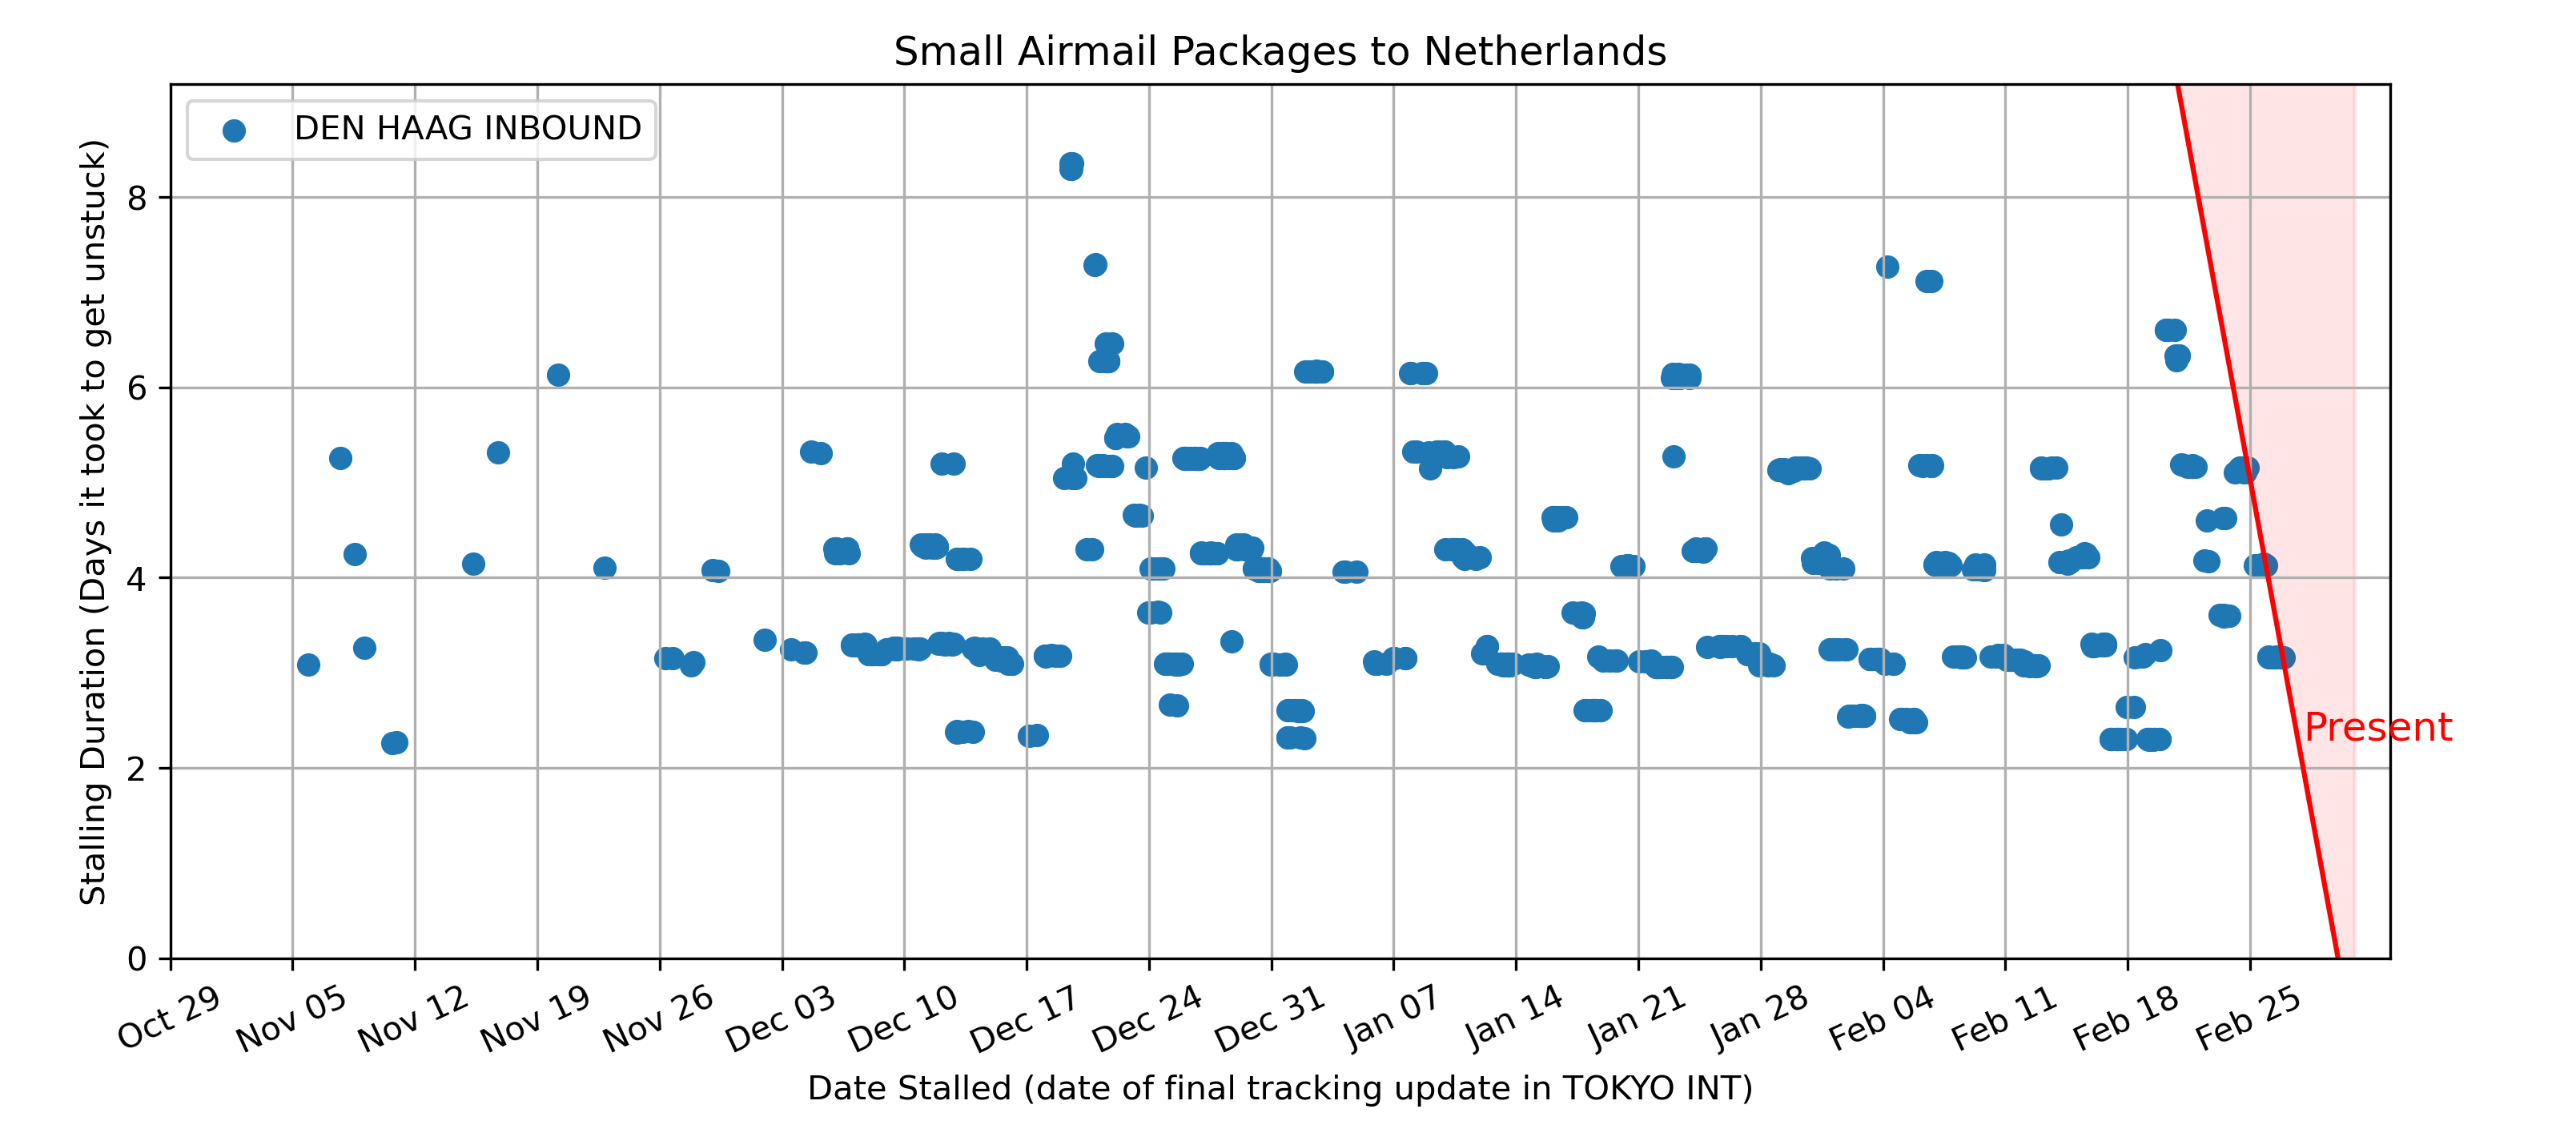 Small Airmail Packages to Netherlands
DEN HAAG INBOUND
Stalling Duration (Days it took to get unstuck)
8
6
4
2
0
Present
Oct 29
Nov 05
Nov 12
Nov 19
Nov 26
Dec 03
Dec 10
Dec 17
Dec 24
Dec 31
Jan 07
Jan 14
Jan 21
Jan 28
Feb 04
Feb 11
Feb 18
Feb 25
Date Stalled (date of final tracking update in TOKYO INT)